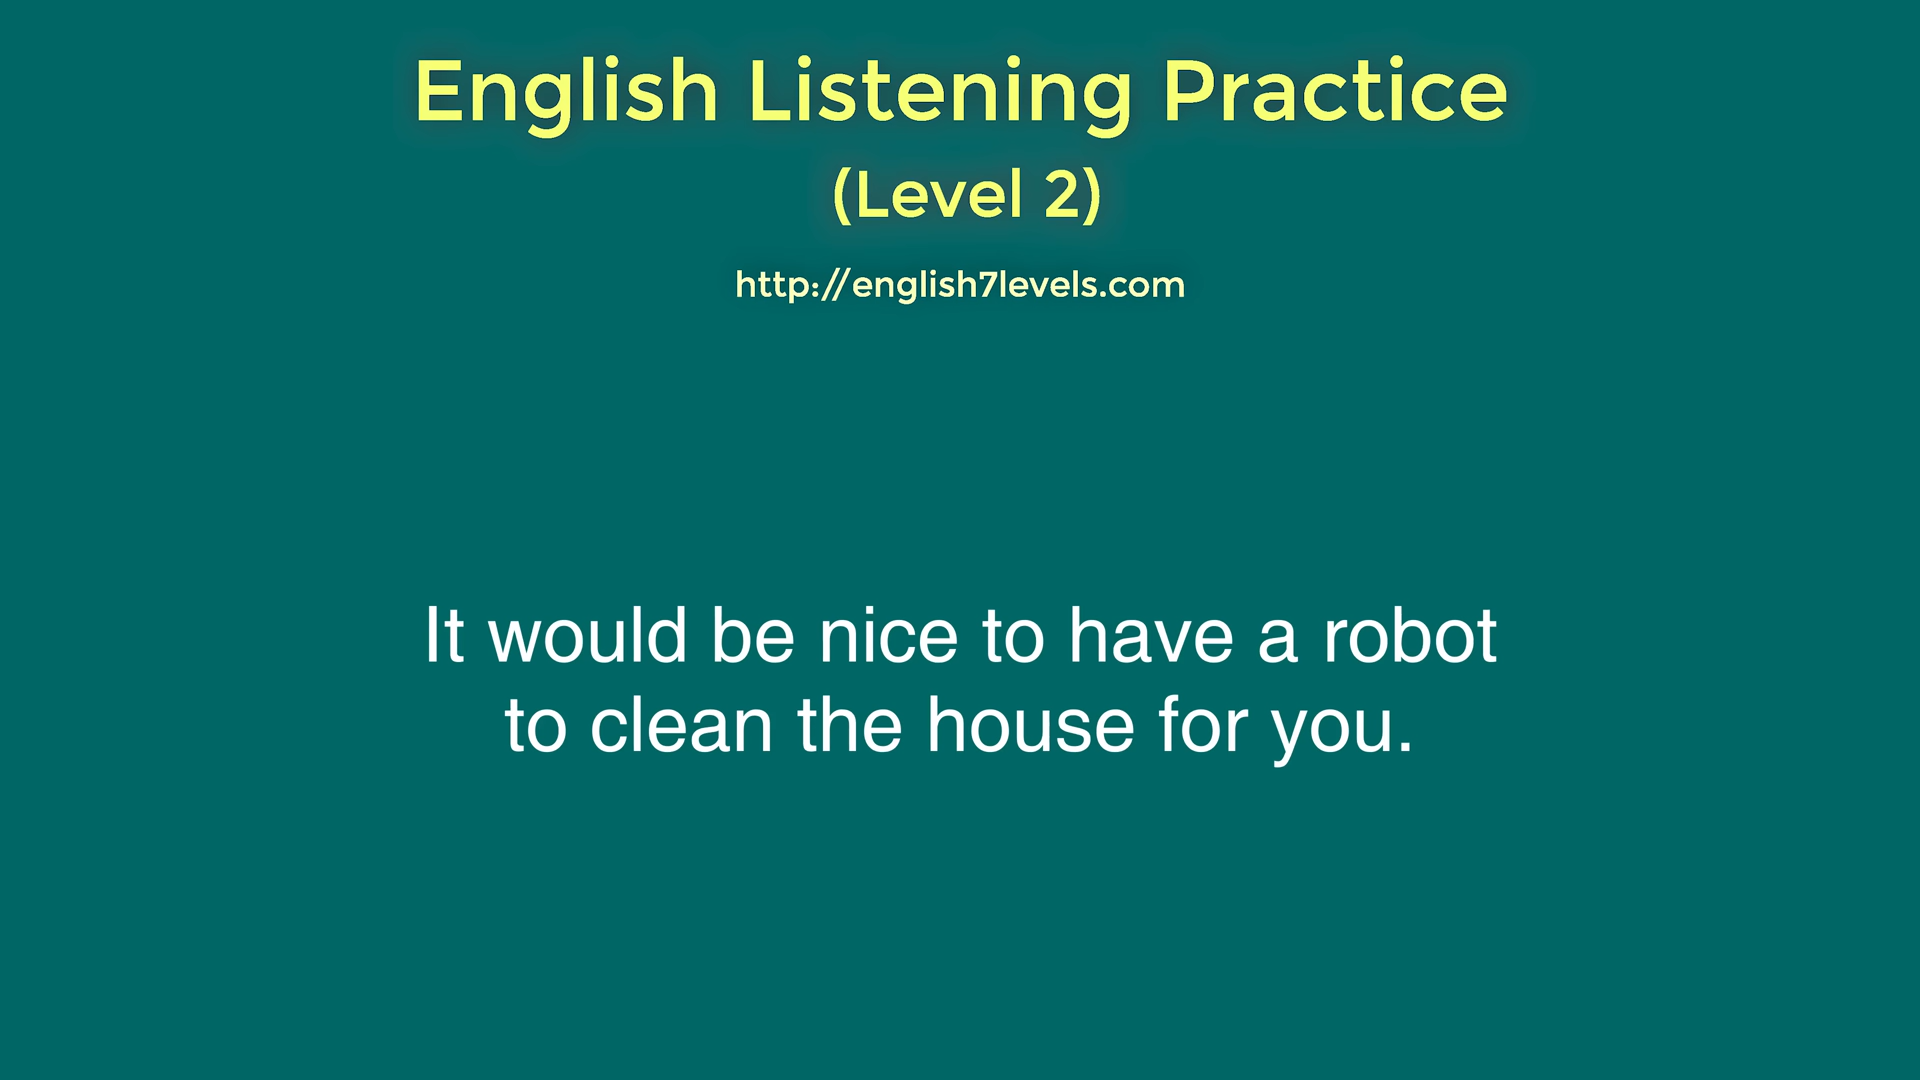 English Listening Practice
(Level 2)
http://english7levels.com
It would be nice to have a robot
to clean the house for you.